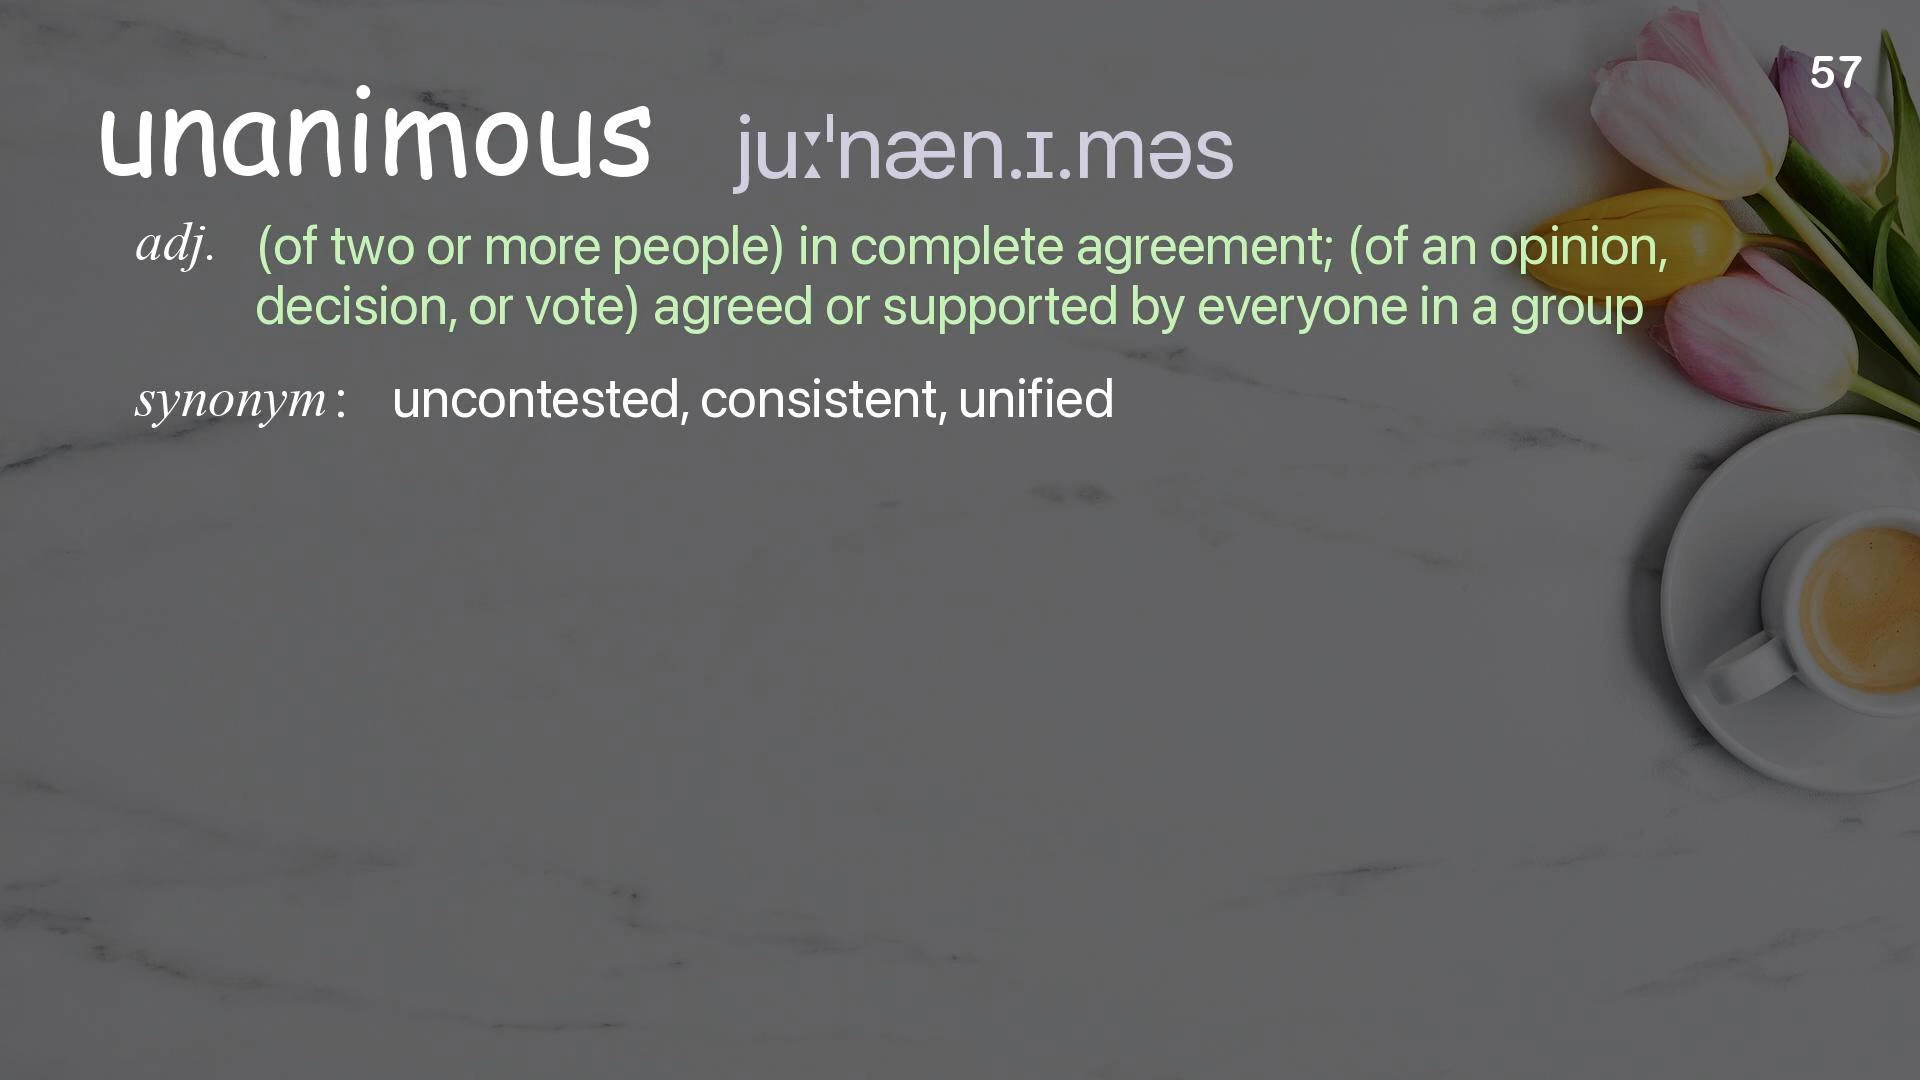 57
unanimous juːˈnæn.ɪ.məs
adj. (of two or more people) in complete agreement; (of an opinion,
decision, or vote) agreed or supported by everyone in a group
synonym : uncontested, consistent, unified